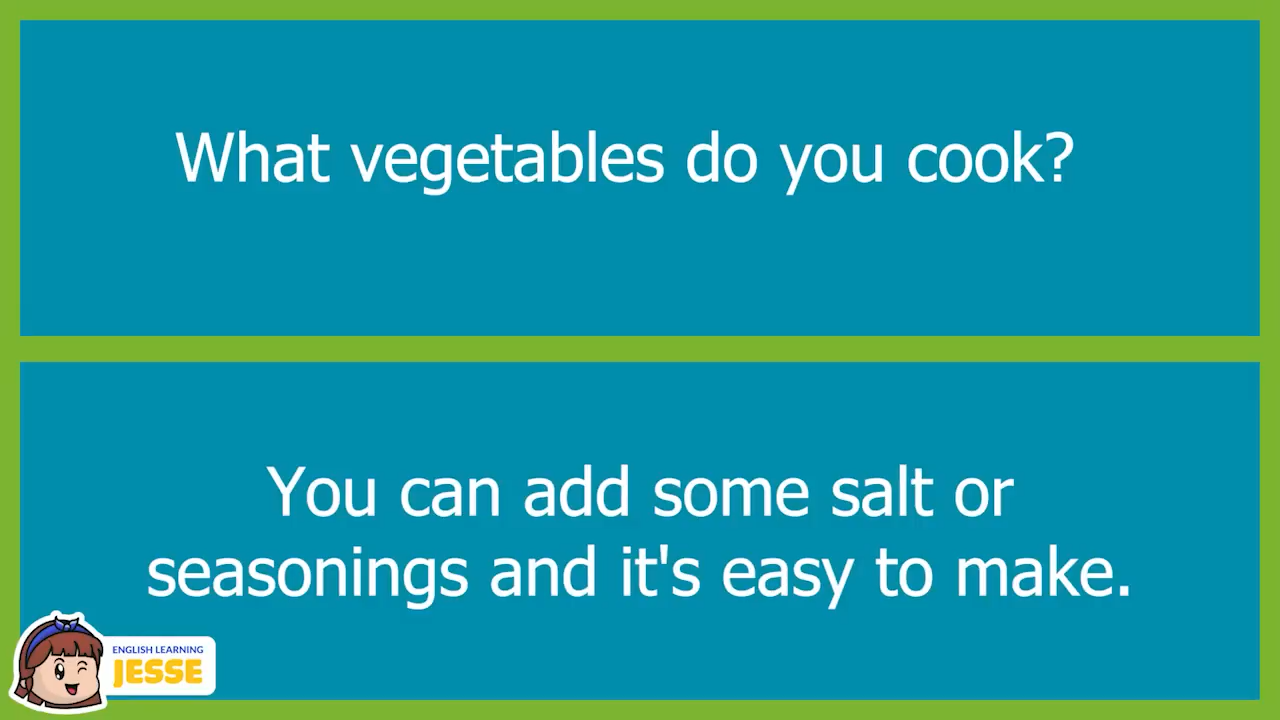 What vegetables do you cook?
You can add some salt or
seasonings and it's easy to make.
ENGLISH LEARNING
JESSE